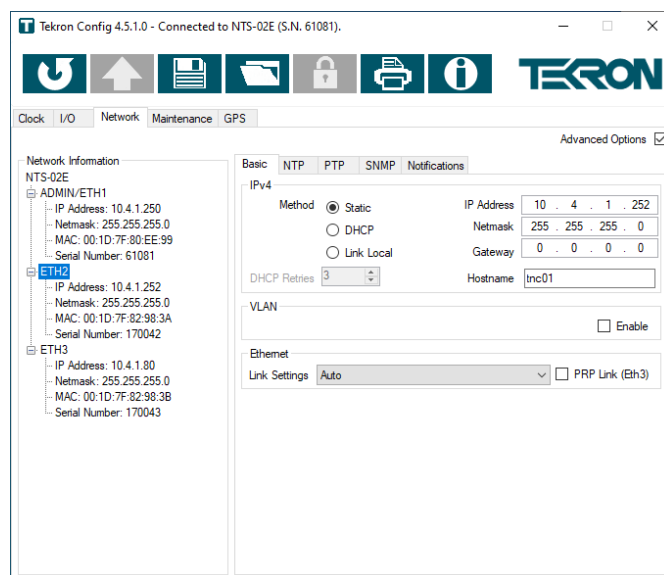 Tekron Config 4.5.1.0 - Connected to NTS-02E (S.N. 61081).
TEKRON
Clock I/O Network Maintenance GPS
Advanced Options
Network Information
NTS-02E
ADMIN/ETH1
IP Address: 10.4.1.250
Netmask: 255.255.255.0
MAC: 00:1D:7F:80:EE:99
Serial Number: 61081
ETH2
IP Address: 10.4.1.252
Netmask: 255.255.255.0
MAC: 00:1D:7F:82:98:3A
Serial Number: 170042
ETH3
IP Address: 10.4.1.80
Netmask: 255.255.255.0
MAC: 00:1D:7F:82:98:3B
Serial Number: 170043
Basic NTP PTP SNMP Notifications
IPv4
Method Static IP Address 10 . 4 . 1 . 252
DHCP Netmask 255 . 255 . 255 . 0
Link Local Gateway 0 . 0 . 0 . 0
DHCP Retries 3 Hostname tnc01
VLAN
Enable
Ethernet
Link Settings Auto PRP Link (Eth3)